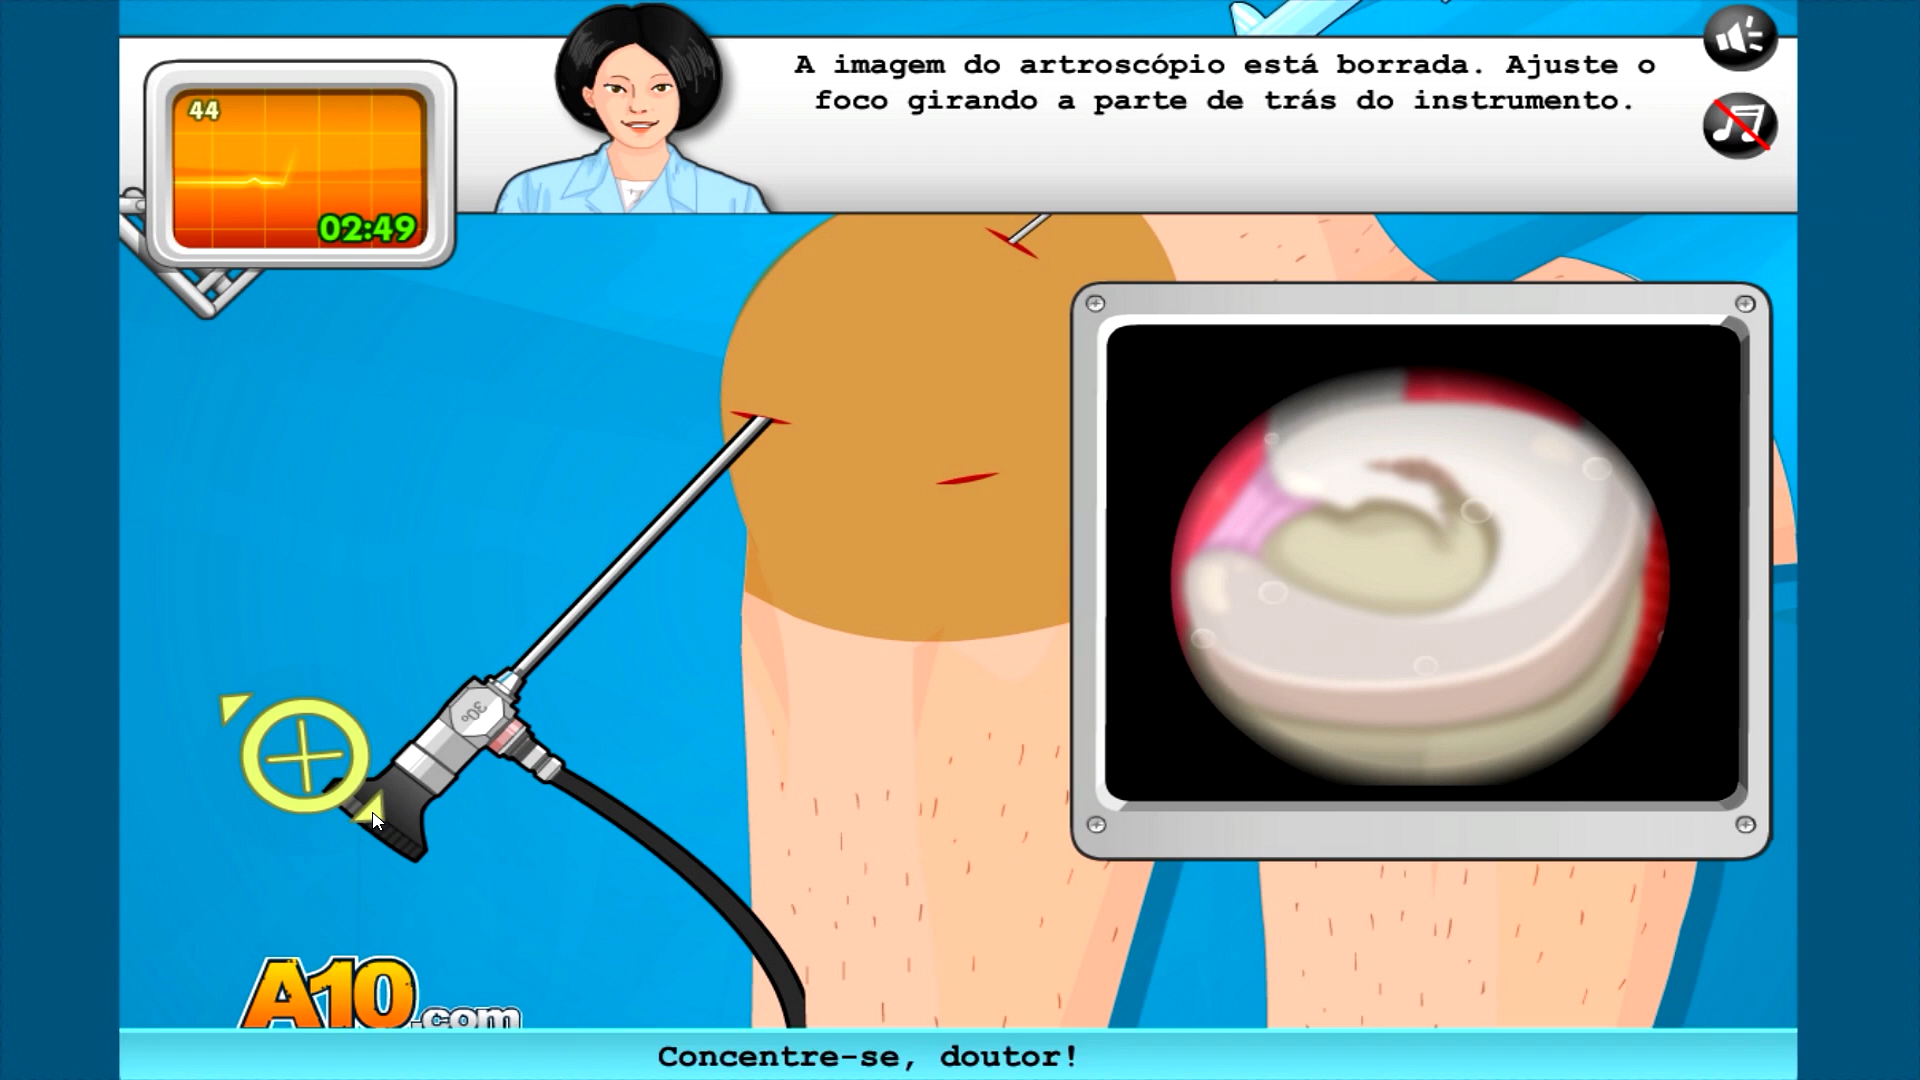 A imagem do artroscópio está borrada. Ajuste o
foco girando a parte de trás do instrumento.
44
02:49
30°
A10.com
Concentre-se, doutor!